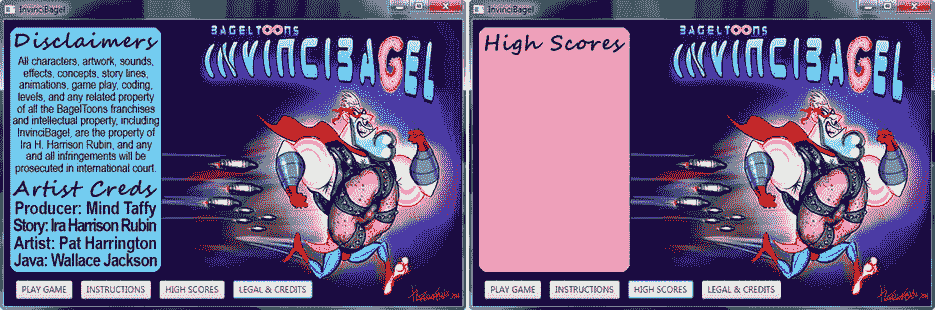 InvinciBagel
Disclaimers
All characters, artwork, sounds,
effects, concepts, story lines,
animations, game play, coding,
levels, and any related property
of all the BagelToons franchises
and intellectual property, including
InvinciBagel, are the property of
Ira H. Harrison Rubin, and any
and all infringements will be
prosecuted in international court.
Artist Creds
Producer: Mind Taffy
Story: Ira Harrison Rubin
Artist: Pat Harrington
Java: Wallace Jackson
BAGELTOONS
INVINCIBAGEL
PLAY GAME INSTRUCTIONS HIGH SCORES LEGAL & CREDITS
InvinciBagel
High Scores
BAGELTOONS
INVINCIBAGEL
PLAY GAME INSTRUCTIONS HIGH SCORES LEGAL & CREDITS